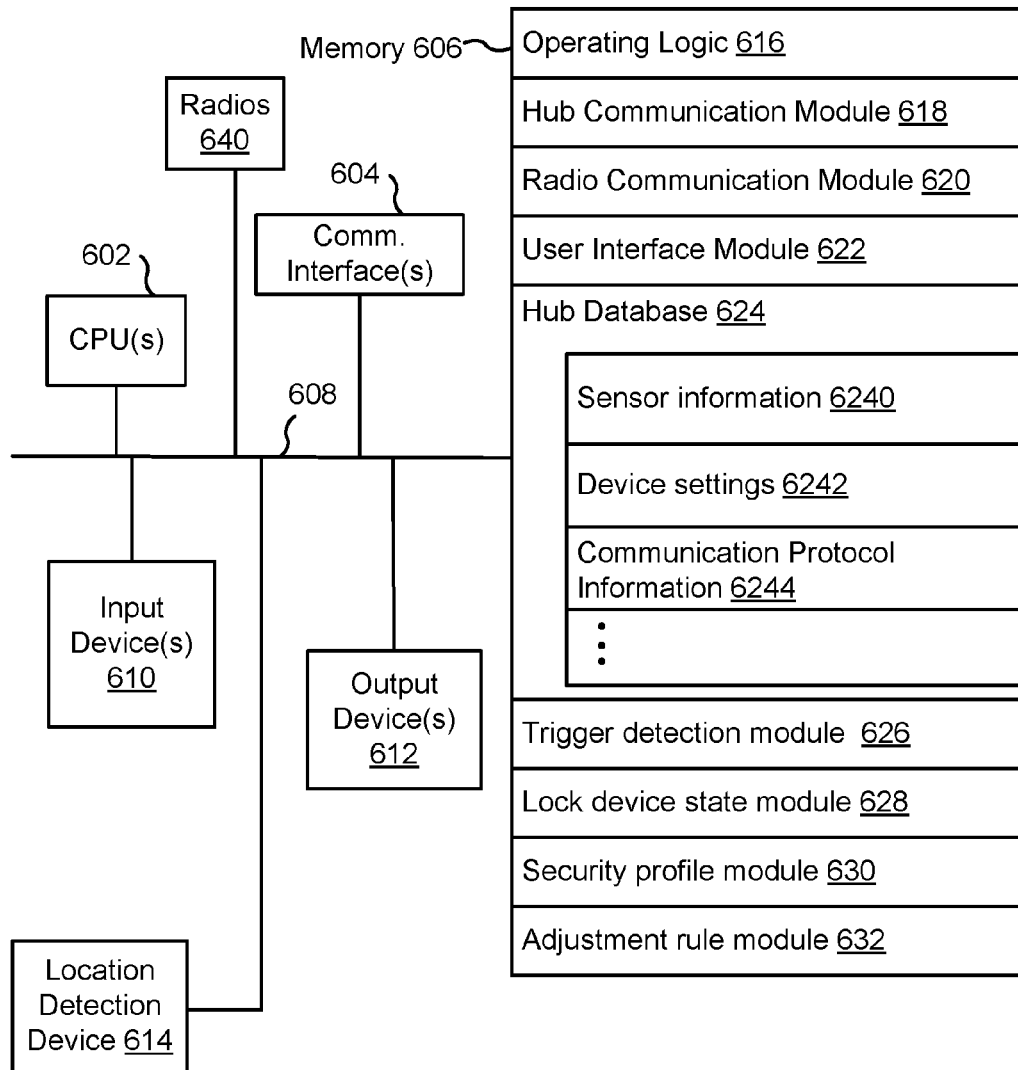 Memory 606
Operating Logic 616
Hub Communication Module 618
Radio Communication Module 620
User Interface Module 622
Hub Database 624
Sensor information 6240
Device settings 6242
Communication Protocol
Information 6244
Trigger detection module 626
Lock device state module 628
Security profile module 630
Adjustment rule module 632
Radios
640
604
Comm.
Interface(s)
602
CPU(s)
608
Input
Device(s)
610
Output
Device(s)
612
Location
Detection
Device 614